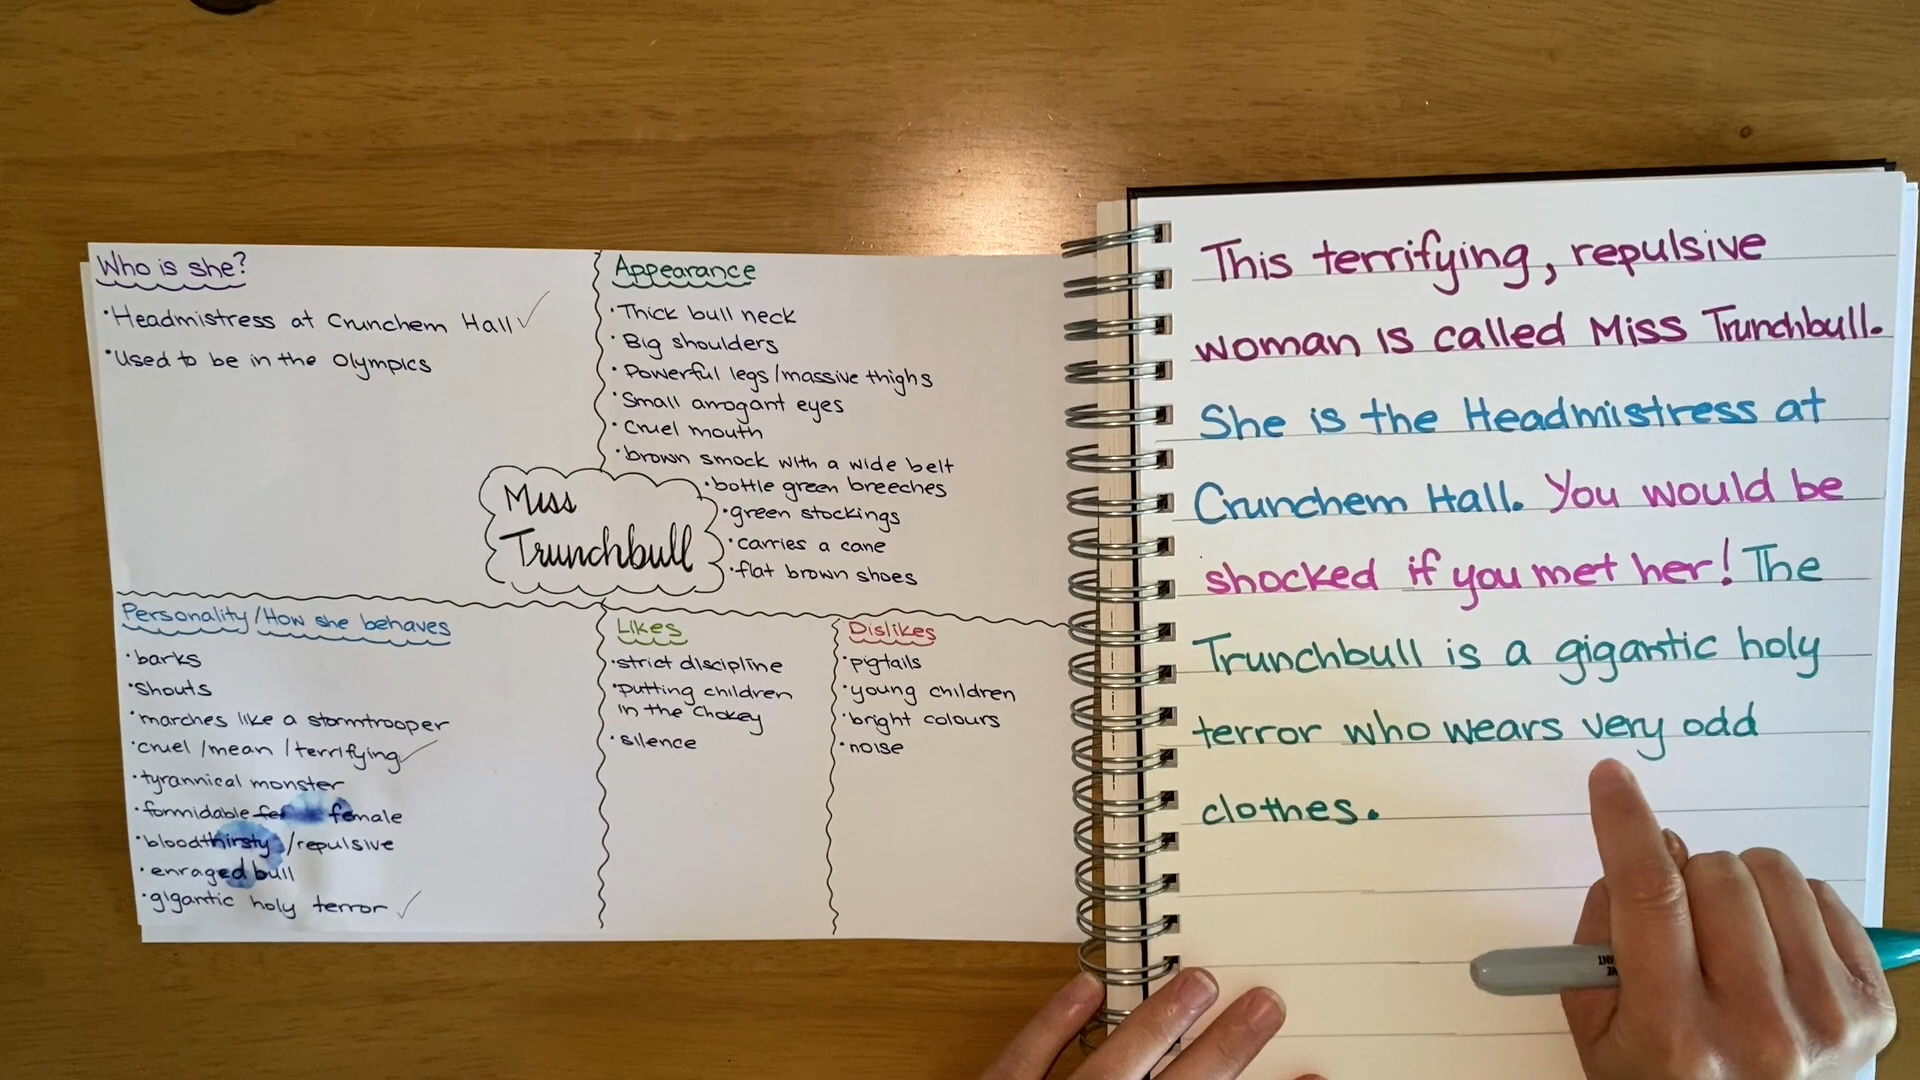 Who is she?
·Headmistress at Crunchem Hall ✓
·Used to be in the Olympics
Appearance
·Thick bull neck
·Big shoulders
·Powerful legs/massive thighs
·Small arrogant eyes
·Cruel mouth
·brown smock with a wide belt
·bottle green breeches
·green stockings
·carries a cane
·flat brown shoes
Miss
Trunchbull
Personality/How she behaves
·barks
·shouts
·marches like a stormtrooper
·cruel/mean/terrifying ✓
·tyrannical monster
·formidable female
·bloodthirsty/repulsive
·enraged bull
·gigantic holy terror ✓
Likes
·strict discipline
·putting children
in the Chokey
·silence
Dislikes
·pigtails
·young children
·bright colours
·noise
This terrifying, repulsive
woman is called Miss Trunchbull.
She is the Headmistress at
Crunchem Hall. You would be
shocked if you met her! The
Trunchbull is a gigantic holy
terror who wears very odd
clothes.